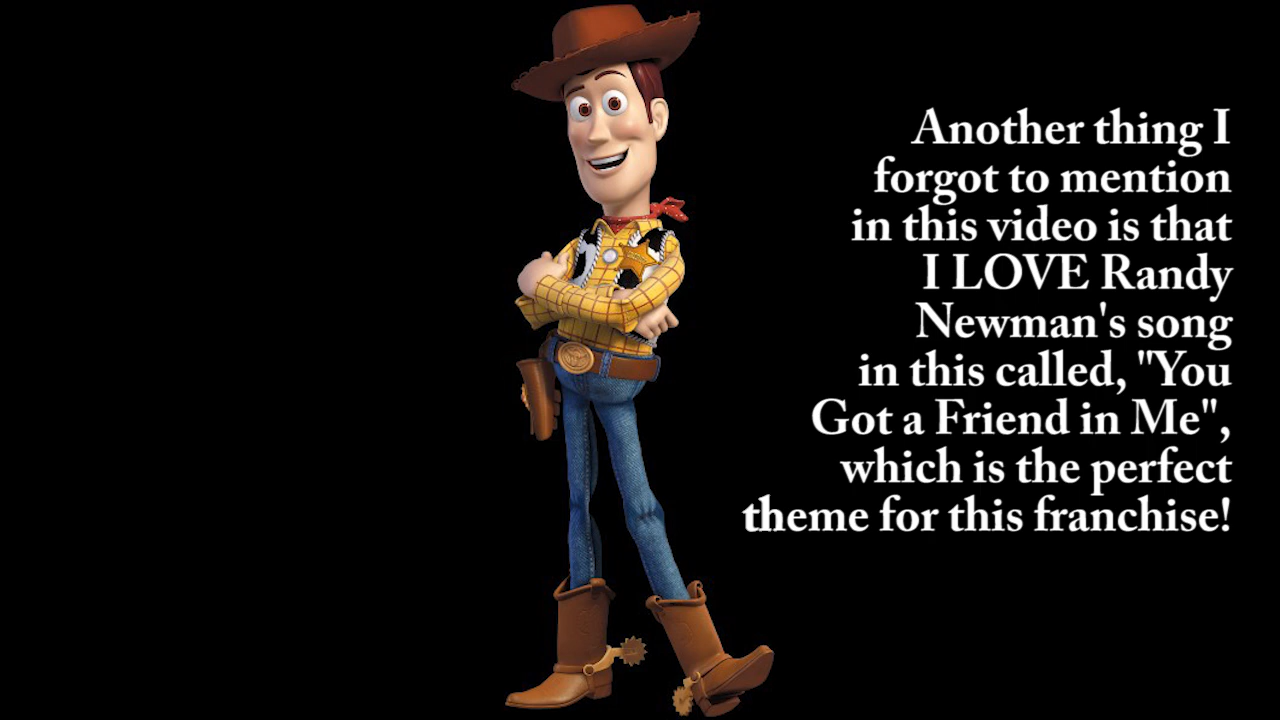 Another thing I
forgot to mention
in this video is that
I LOVE Randy
Newman's song
in this called, "You
Got a Friend in Me",
which is the perfect
theme for this franchise!